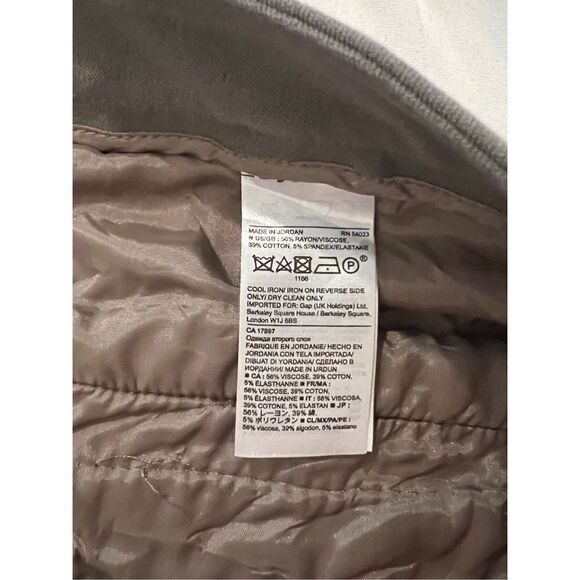 MADE IN JORDAN RN 54023
US/GB : 56% RAYON/VISCOSE,
39% COTTON, 5% SPANDEX/ELASTANE
P®
1166
COOL IRON/ IRON ON REVERSE SIDE
ONLY/ DRY CLEAN ONLY
IMPORTED FOR: Gap (UK Holdings) Ltd,
Berkeley Square House / Berkeley Square,
London W1J 6BS
CA 17897
Одежда второго слоя
FABRIQUE EN JORDANIE/ HECHO EN
JORDANIA CON TELA IMPORTADA/
DIBUAT DI YORDANIA/ СДЕЛАНО В
ИОРДАНИИ/ MADE IN URDUN
■ CA : 56% VISCOSE, 39% COTON,
5% ÉLASTHANNE ■ FR/MA :
56% VISCOSE, 39% COTON,
5% ÉLASTHANNE ■ IT : 56% VISCOSA,
39% COTONE, 5% ELASTAN ■ JP :
56% レーヨン, 39% 綿,
5% ポリウレタン ■ CL/MX/PA/PE:
56% viscosa, 39% algodon, 5% elastano